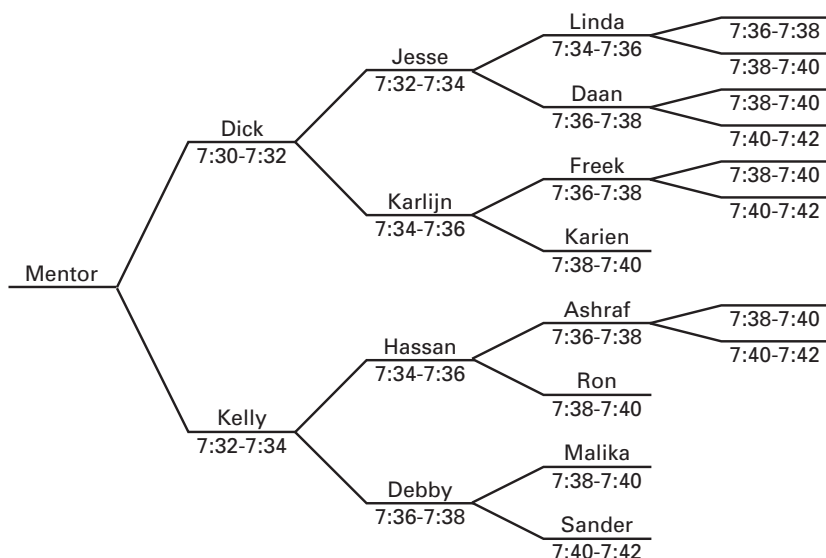 Linda
7:34-7:36
7:36-7:38
7:38-7:40
Jesse
7:32-7:34
Daan
7:36-7:38
7:38-7:40
7:40-7:42
Dick
7:30-7:32
Freek
7:36-7:38
7:38-7:40
7:40-7:42
Karlijn
7:34-7:36
Karien
7:38-7:40
Mentor
Ashraf
7:36-7:38
7:38-7:40
7:40-7:42
Hassan
7:34-7:36
Ron
7:38-7:40
Kelly
7:32-7:34
Malika
7:38-7:40
Debby
7:36-7:38
Sander
7:40-7:42